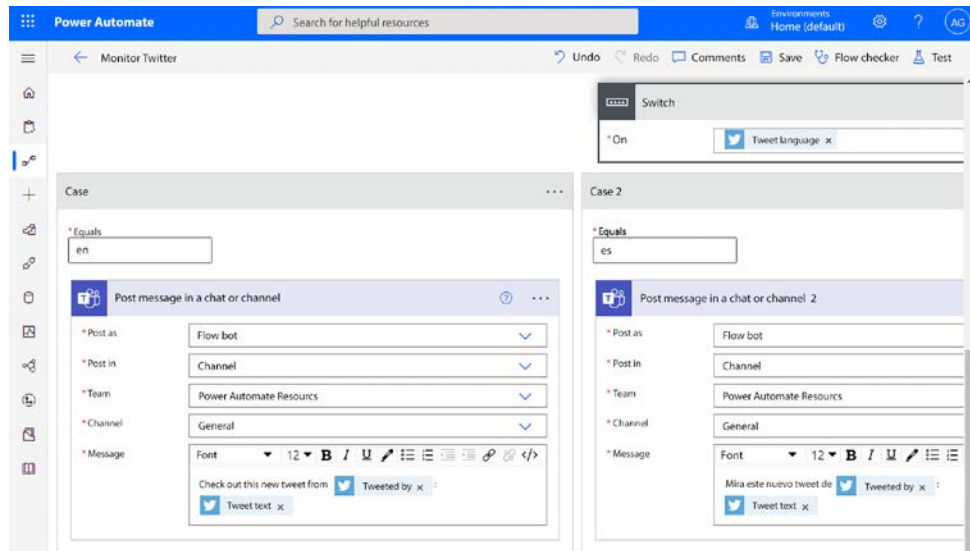 Power Automate
Search for helpful resources
Environments
Home (default)
?
AG
Monitor Twitter
Undo
Redo
Comments
Save
Flow checker
Test
Switch
* On
Tweet language x
Case
...
Case 2
* Equals
en
* Equals
es
Post message in a chat or channel
?
...
Post message in a chat or channel 2
* Post as
Flow bot
* Post as
Flow bot
* Post in
Channel
* Post in
Channel
* Team
Power Automate Resourcs
* Team
Power Automate Resourcs
* Channel
General
* Channel
General
* Message
Font
12
B I U
</>
* Message
Font
12
B I U
Check out this new tweet from Tweeted by x :
Tweet text x
Mira este nuevo tweet de Tweeted by x :
Tweet text x